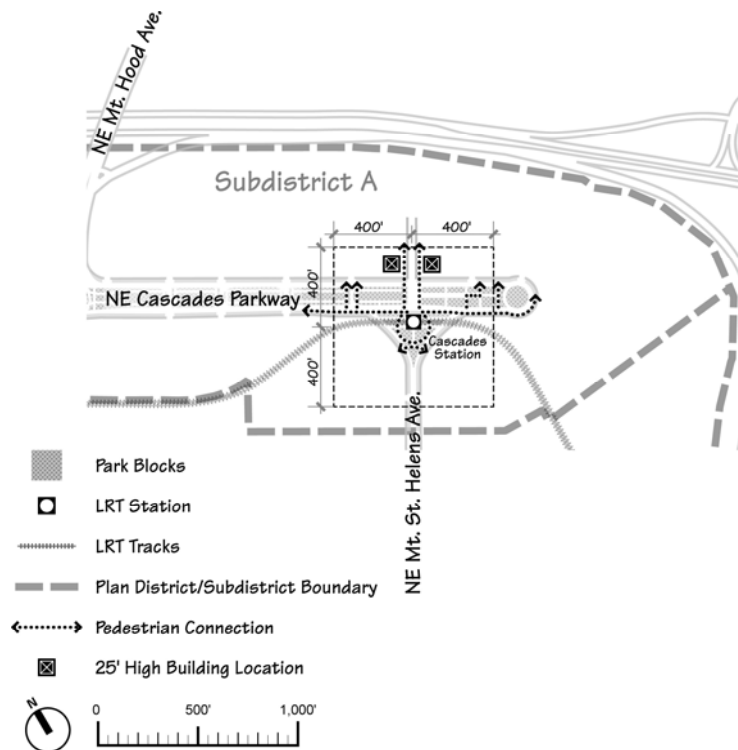 NE Mt. Hood Ave.
Subdistrict A
400'
400'
400'
NE Cascades Parkway
Cascades
Station
400'
NE Mt. St. Helens Ave.
Park Blocks
LRT Station
LRT Tracks
Plan District/Subdistrict Boundary
Pedestrian Connection
25' High Building Location
N
0
500'
1,000'